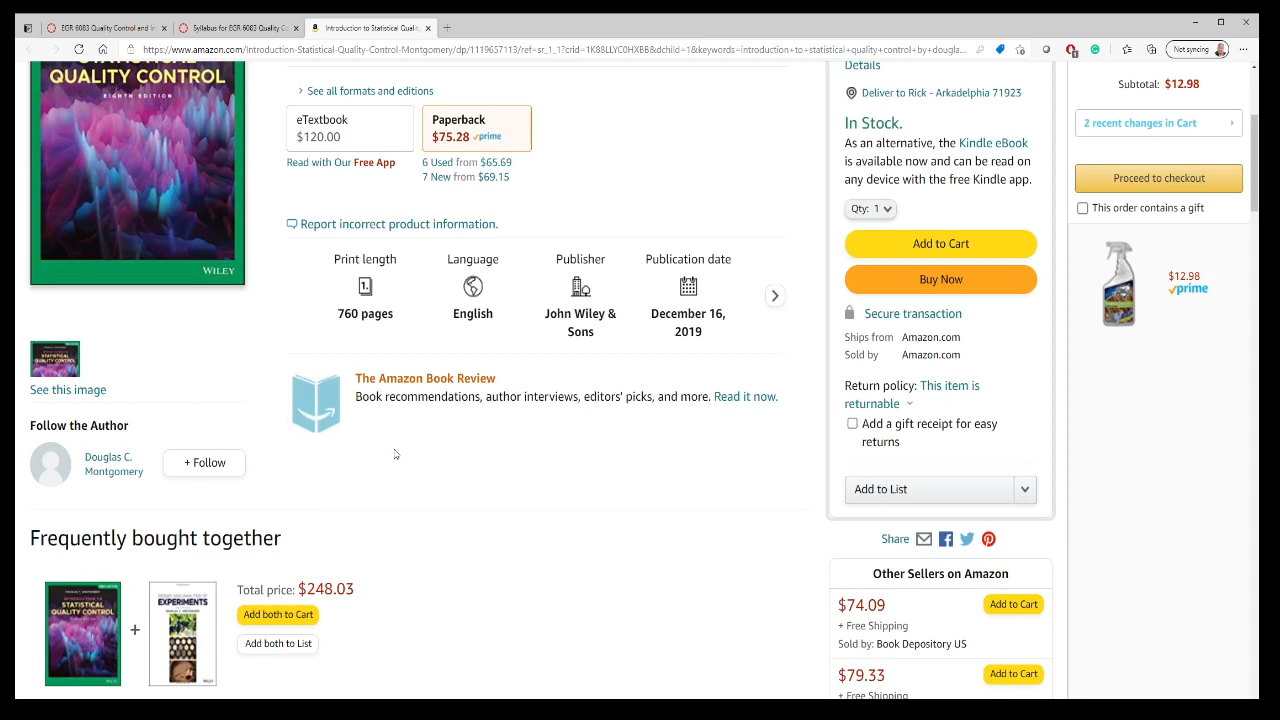 EGR 6083 Quality Control and In
Syllabus for EGR 6083 Quality C
Introduction to Statistical Quali
https://www.amazon.com/Introduction-Statistical-Quality-Control-Montgomery/dp/1119657113/ref=sr_1_1?crid=1K88LLYC0HXBB&dchild=1&keywords=introduction+to+statistical+quality+control+by+dougla...
Not syncing
STATISTICAL
QUALITY CONTROL
EIGHTH EDITION
WILEY
See this image
Follow the Author
Douglas C.
Montgomery
+ Follow
See all formats and editions
eTextbook
$120.00
Read with Our Free App
Paperback
$75.28 prime
6 Used from $65.69
7 New from $69.15
Report incorrect product information.
Print length
760 pages
Language
English
Publisher
John Wiley &
Sons
Publication date
December 16,
2019
The Amazon Book Review
Book recommendations, author interviews, editors' picks, and more. Read it now.
Frequently bought together
STATISTICAL
QUALITY CONTROL
EXPERIMENTS
+
Total price: $248.03
Add both to Cart
Add both to List
Details
Deliver to Rick - Arkadelphia 71923
In Stock.
As an alternative, the Kindle eBook
is available now and can be read on
any device with the free Kindle app.
Qty: 1
Add to Cart
Buy Now
Secure transaction
Ships from Amazon.com
Sold by Amazon.com
Return policy: This item is
returnable
Add a gift receipt for easy
returns
Add to List
Share
Other Sellers on Amazon
$74.09
Add to Cart
+ Free Shipping
Sold by: Book Depository US
$79.33
Add to Cart
+ Free Shipping
Subtotal: $12.98
2 recent changes in Cart
Proceed to checkout
This order contains a gift
$12.98
prime